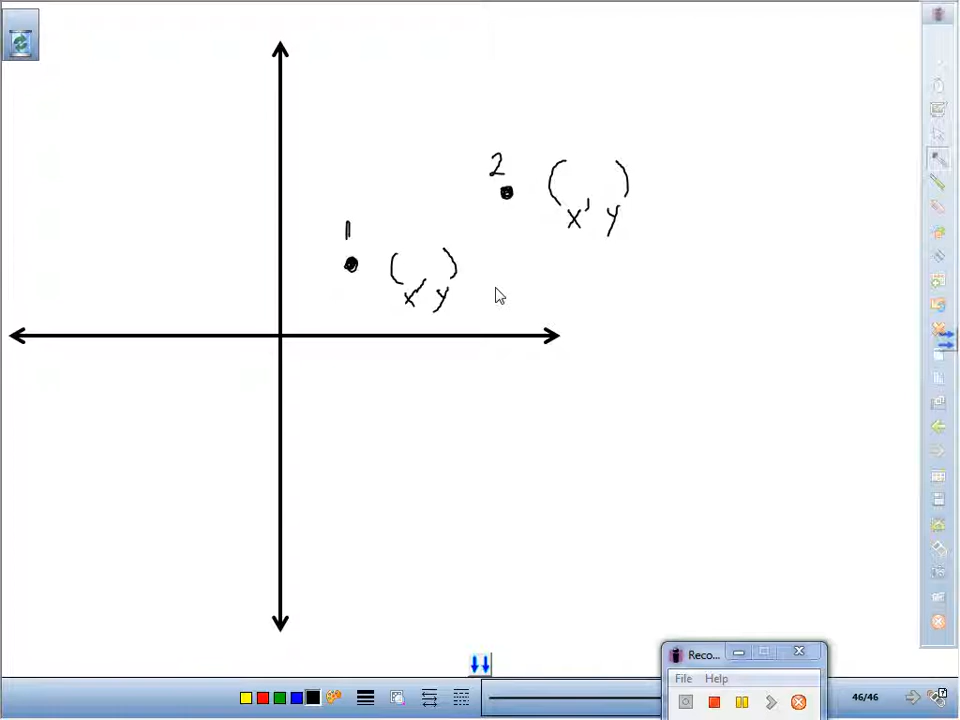 2
( , )
x y
1
( , )
x y
Reco...
File Help
46/46